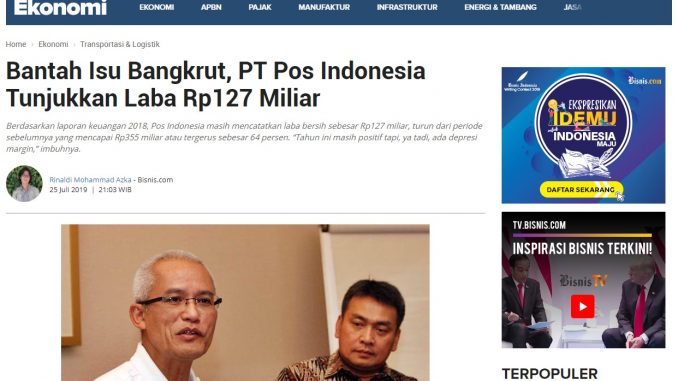 Ekonomi
EKONOMI APBN PAJAK MANUFAKTUR INFRASTRUKTUR ENERGI & TAMBANG JASA
Home / Ekonomi / Transportasi & Logistik
Bantah Isu Bangkrut, PT Pos Indonesia
Tunjukkan Laba Rp127 Miliar
Berdasarkan laporan keuangan 2018, Pos Indonesia masih mencatatkan laba bersih sebesar Rp127 miliar, turun dari periode
sebelumnya yang mencapai Rp355 miliar atau tergerus sebesar 64 persen. “Tahun ini masih positif tapi, ya tadi, ada depresi
margin,” imbuhnya.
Rinaldi Mohammad Azka - Bisnis.com
25 Juli 2019 | 21:03 WIB
Bisnis Indonesia
Writing Contest 2019
Bisnis.com
EKSPRESIKAN
IDEMU
untuk
INDONESIA
MAJU
DAFTAR SEKARANG
TV.BISNIS.COM
INSPIRASI BISNIS TERKINI!
BisnisTV
TERPOPULER